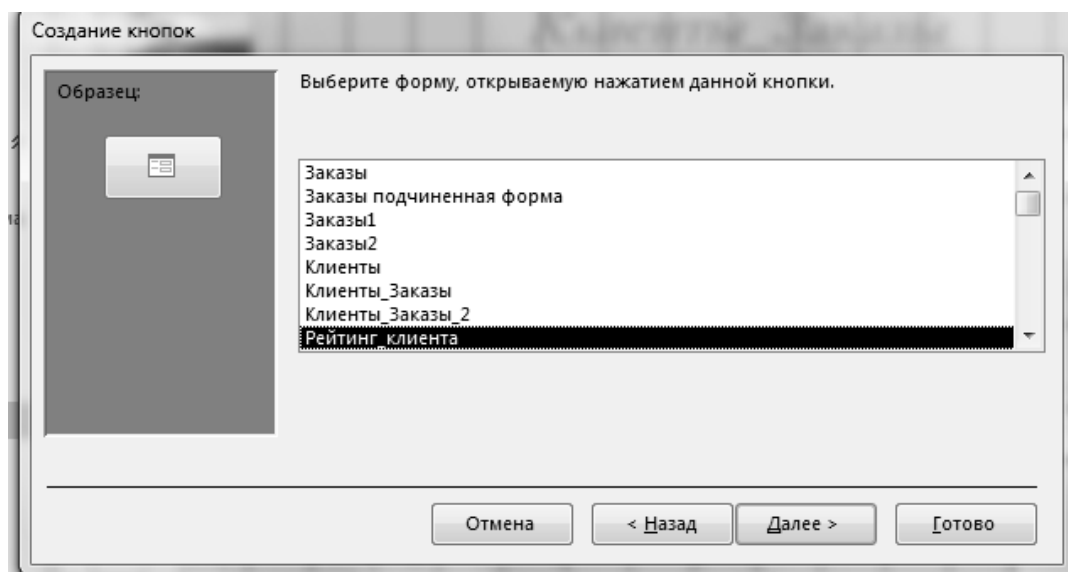 Создание кнопок
Образец:
Выберите форму, открываемую нажатием данной кнопки.
Заказы
Заказы подчиненная форма
Заказы1
Заказы2
Клиенты
Клиенты_Заказы
Клиенты_Заказы_2
Рейтинг_клиента
Отмена
< Назад
Далее >
Готово